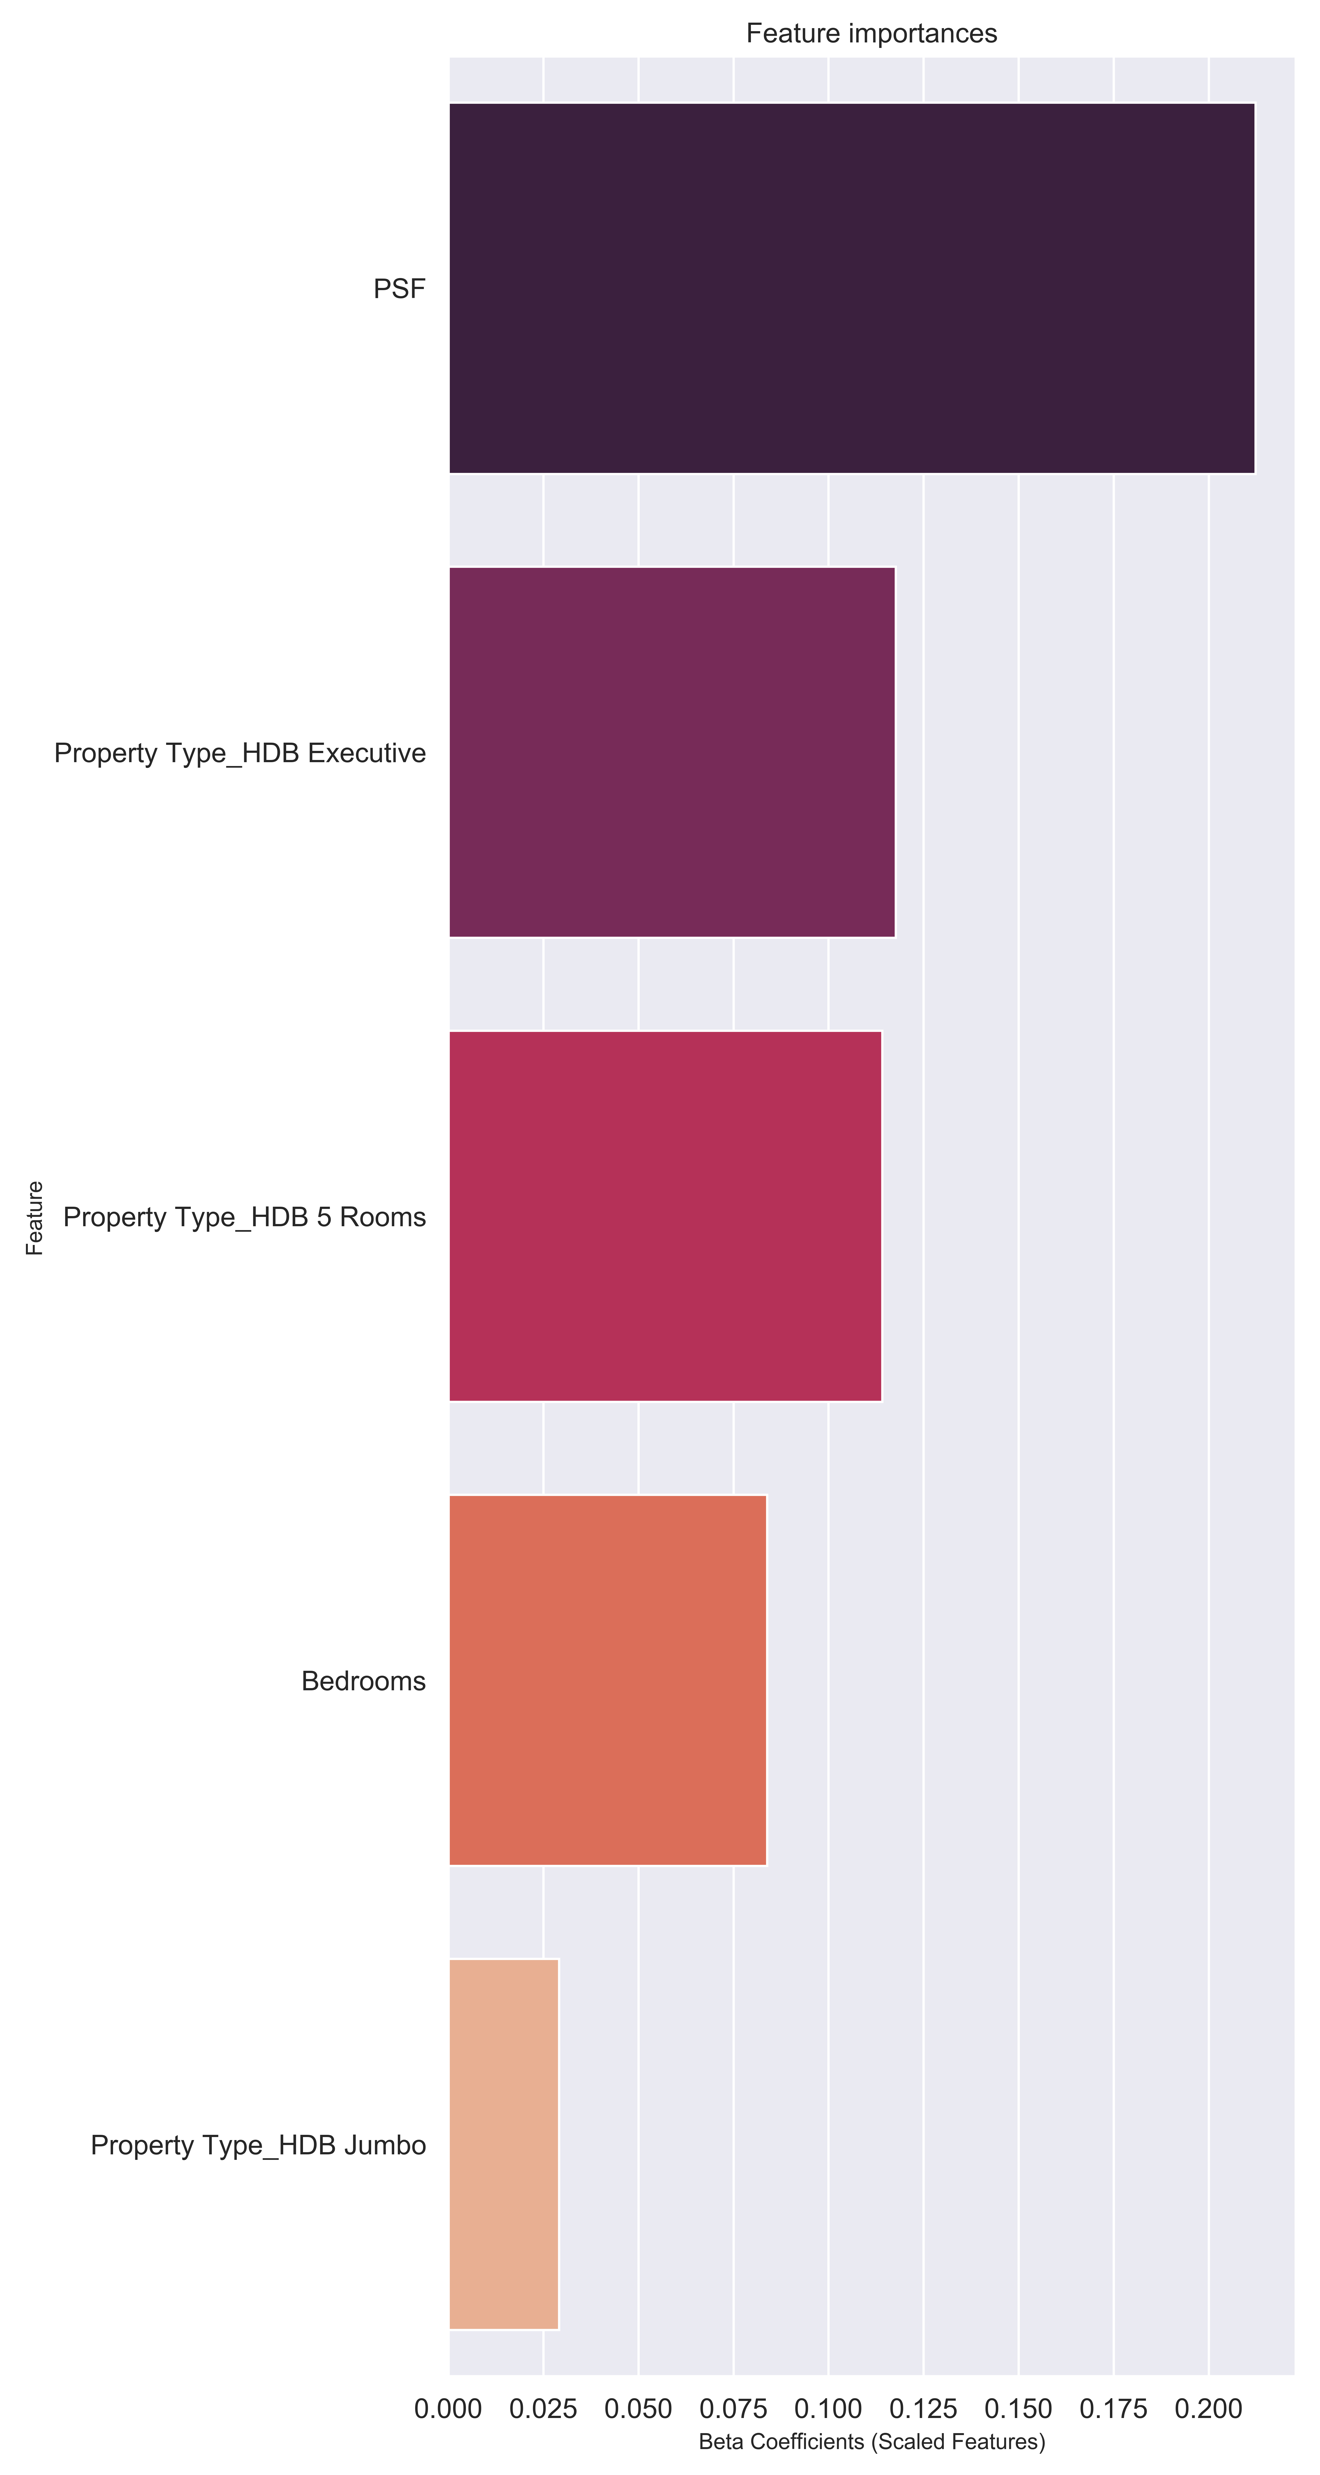 Feature importances
PSF
Property Type_HDB Executive
Property Type_HDB 5 Rooms
Bedrooms
Property Type_HDB Jumbo
Feature
0.000 0.025 0.050 0.075 0.100 0.125 0.150 0.175 0.200
Beta Coefficients (Scaled Features)